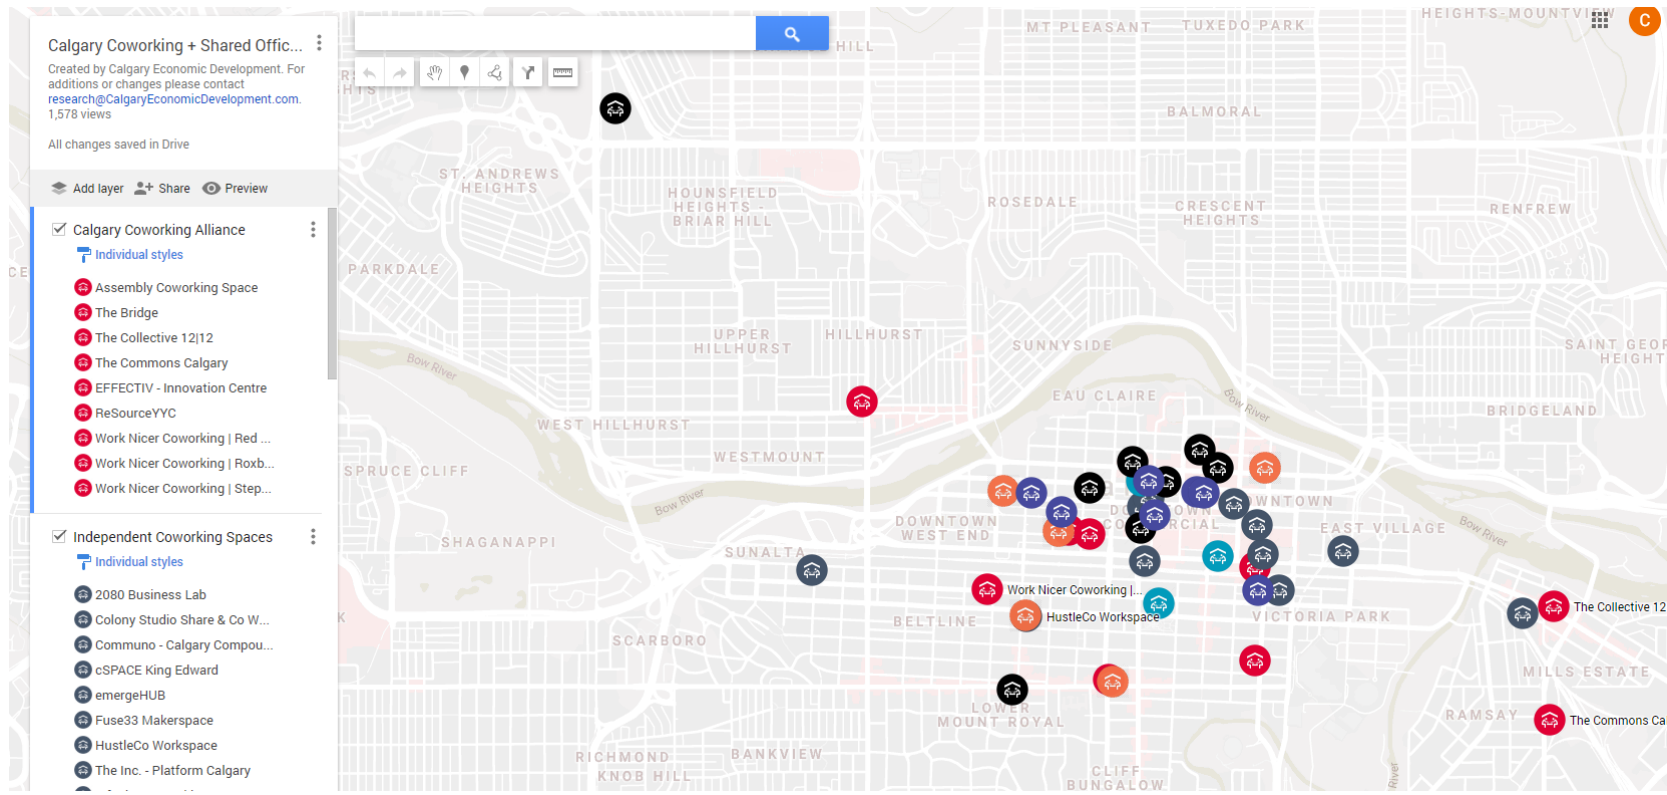 Calgary Coworking + Shared Offic...
Created by Calgary Economic Development. For
additions or changes please contact
research@CalgaryEconomicDevelopment.com.
1,578 views
All changes saved in Drive
Add layer Share Preview
Calgary Coworking Alliance
Individual styles
Assembly Coworking Space
The Bridge
The Collective 12|12
The Commons Calgary
EFFECTIV - Innovation Centre
ReSourceYYC
Work Nicer Coworking | Red ...
Work Nicer Coworking | Roxb...
Work Nicer Coworking | Step...
Independent Coworking Spaces
Individual styles
2080 Business Lab
Colony Studio Share & Co W...
Communo - Calgary Compou...
cSPACE King Edward
emergeHUB
Fuse33 Makerspace
HustleCo Workspace
The Inc. - Platform Calgary
C
HEIGHTS-MOUNTVIEW
MT PLEASANT
TUXEDO PARK
HILL
BALMORAL
ST. ANDREWS
HEIGHTS
HOUNSFIELD
HEIGHTS -
BRIAR HILL
ROSEDALE
CRESCENT
HEIGHTS
RENFREW
PARKDALE
UPPER
HILLHURST
HILLHURST
SUNNYSIDE
SAINT GEOR
HEIGHT
Bow River
EAU CLAIRE
Bow River
BRIDGELAND
WEST HILLHURST
WESTMOUNT
SPRUCE CLIFF
Bow River
DOWNTOWN
WEST END
EAST VILLAGE
Bow River
SHAGANAPPI
SUNALTA
Work Nicer Coworking |...
HustleCo Workspace
BELTLINE
VICTORIA PARK
The Collective 12
SCARBORO
MILLS ESTATE
LOWER
MOUNT ROYAL
RAMSAY
The Commons Ca
RICHMOND
KNOB HILL
BANKVIEW
CLIFF
BUNGALOW
River